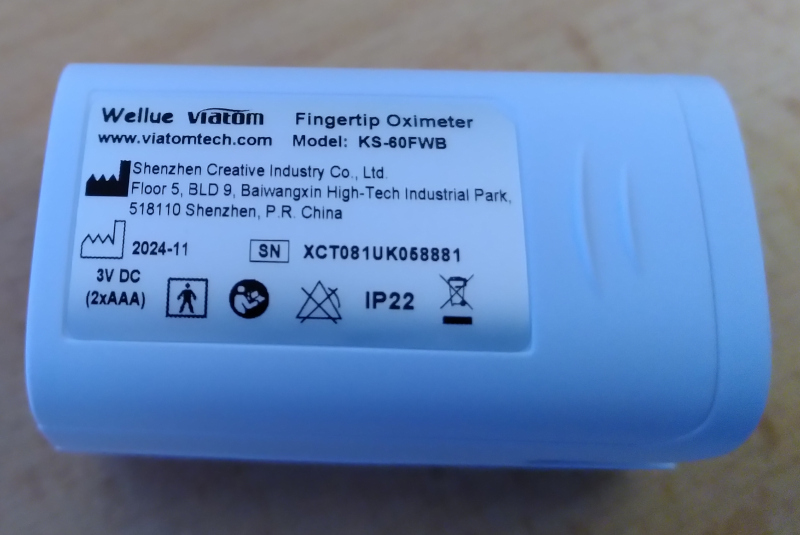 Wellue viatom Fingertip Oximeter
www.viatomtech.com Model: KS-60FWB
Shenzhen Creative Industry Co., Ltd.
Floor 5, BLD 9, Baiwangxin High-Tech Industrial Park,
518110 Shenzhen, P.R. China
2024-11 SN XCT081UK058881
3V DC
(2xAAA) IP22